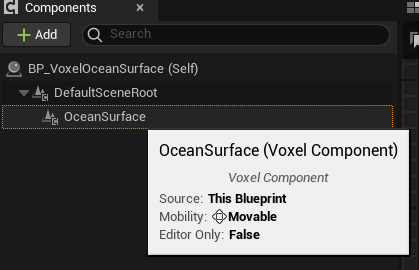 Components
Add
Search
BP_VoxelOceanSurface (Self)
DefaultSceneRoot
OceanSurface
OceanSurface (Voxel Component)
Voxel Component
Source: This Blueprint
Mobility: Movable
Editor Only: False